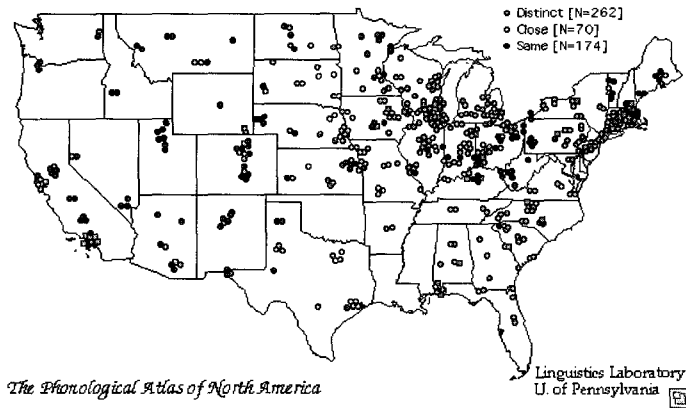 Distinct [N=262]
Close [N=70]
Same [N=174]
The Phonological Atlas of North America
Linguistics Laboratory
U. of Pennsylvania